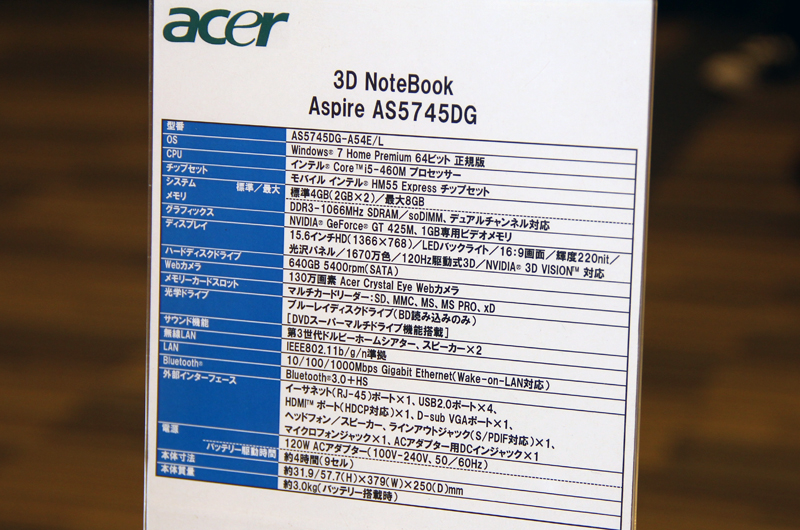 acer
3D NoteBook
Aspire AS5745DG
型番 AS5745DG-A54E/L
OS Windows® 7 Home Premium 64ビット 正規版
CPU インテル® Core™ i5-460M プロセッサー
チップセット モバイル インテル® HM55 Express チップセット
システム 標準／最大 標準4GB(2GB×2)／最大8GB
メモリ DDR3-1066MHz SDRAM／soDIMM、デュアルチャンネル対応
グラフィックス NVIDIA® GeForce® GT 425M、1GB専用ビデオメモリ
ディスプレイ 15.6インチHD(1366×768)／LEDバックライト／16:9画面／輝度220nit／
光沢パネル／1670万色／120Hz駆動式3D／NVIDIA® 3D VISION™ 対応
ハードディスクドライブ 640GB 5400rpm(SATA)
Webカメラ 130万画素 Acer Crystal Eye Webカメラ
メモリーカードスロット マルチカードリーダー:SD、MMC、MS、MS PRO、xD
光学ドライブ ブルーレイディスクドライブ(BD読み込みのみ)
[DVDスーパーマルチドライブ機能搭載]
サウンド機能 第3世代ドルビーホームシアター、スピーカー×2
無線LAN IEEE802.11b/g/n準拠
LAN 10/100/1000Mbps Gigabit Ethernet(Wake-on-LAN対応)
Bluetooth® Bluetooth®3.0+HS
外部インターフェース イーサネット(RJ-45)ポート×1、USB2.0ポート×4、
HDMI™ ポート(HDCP対応)×1、D-sub VGAポート×1、
ヘッドフォン／スピーカー、ラインアウトジャック(S/PDIF対応)×1、
マイクロフォンジャック×1、ACアダプター用DCインジャック×1
電源 120W ACアダプター(100V-240V、50／60Hz)
バッテリー駆動時間 約4時間(9セル)
本体寸法 約31.9/57.7(H)×379(W)×250(D)mm
本体質量 約3.0kg(バッテリー搭載時)